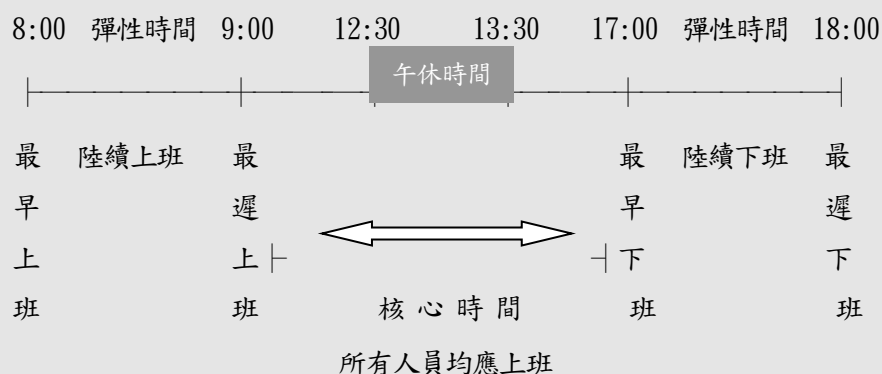 8:00 彈性時間 9:00 12:30 13:30 17:00 彈性時間 18:00
午休時間
最早上班
陸續上班
最遲上班
最早下班
陸續下班
最遲下班
核心時間
所有人員均應上班